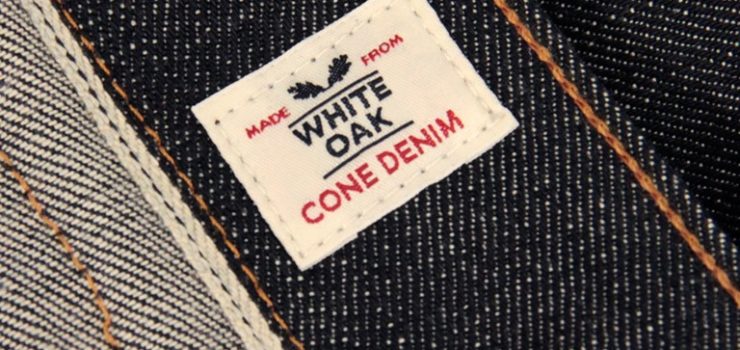 MADE FROM
WHITE
OAK
CONE DENIM